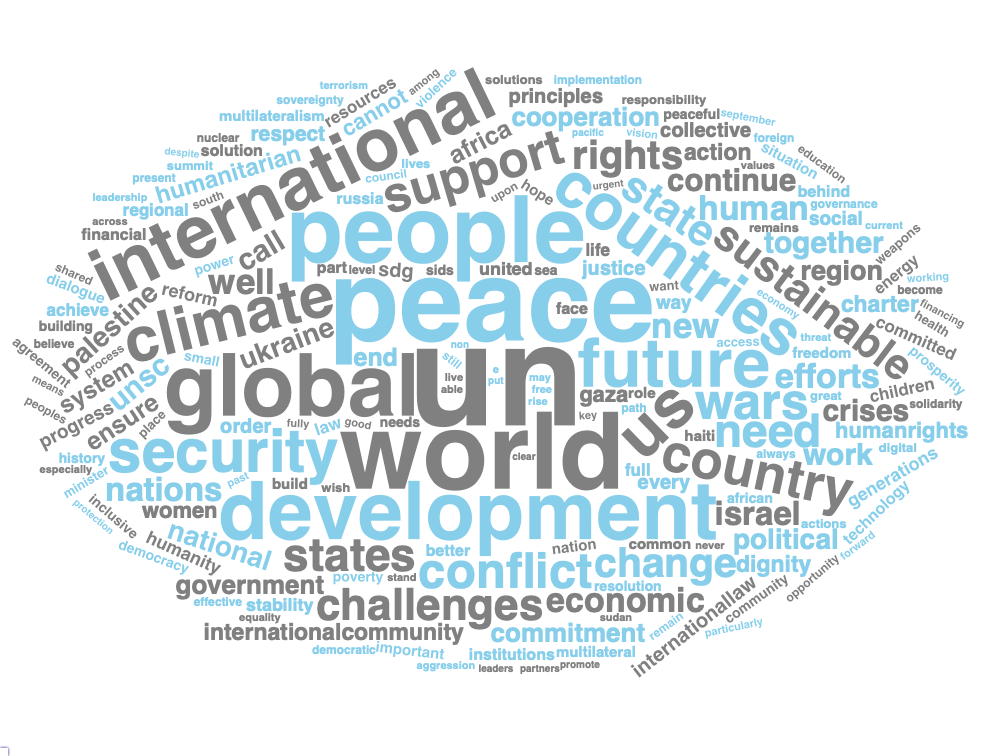 terrorism
resources
among
violence
solutions
implementation
sovereignty
cannot
international
principles
responsibility
multilateralism
cooperation
peaceful
september
nuclear
respect
africa
pacific
vision
collective
foreign
despite
solution
support
rights
action
situation
education
summit
humanitarian
lives
values
present
council
urgent
continue
behind
leadership
south
russia
upon
hope
countries
state
human
governance
regional
people
social
across
remains
current
financial
call
life
sustainable
together
weapons
shared
power
part
level
sdg
sids
united
sea
justice
region
energy
working
dialogue
well
want
become
achieve
palestine
reform
climate
peace
face
way
economy
charter
financing
building
ukraine
new
committed
health
believe
process
access
threat
agreement
small
end
non
still
future
freedom
prosperity
means
system
unsc
global
un
e
put
live
able
may
free
rise
efforts
children
peoples
ensure
gaza
role
wars
great
crises
solidarity
progress
place
order
fully
law
good
needs
key
path
us
haiti
need
humanrights
history
security
world
clear
always
work
digital
especially
full
country
minister
nations
past
build
wish
every
generations
women
development
african
israel
actions
technology
protection
inclusive
humanity
national
states
better
nation
common
never
political
forward
democracy
poverty
stand
conflict
change
dignity
opportunity
government
resolution
effective
stability
challenges
economic
community
equality
sudan
internationallaw
internationalcommunity
commitment
remain
particularly
democratic
important
institutions
multilateral
aggression
leaders
partners
promote